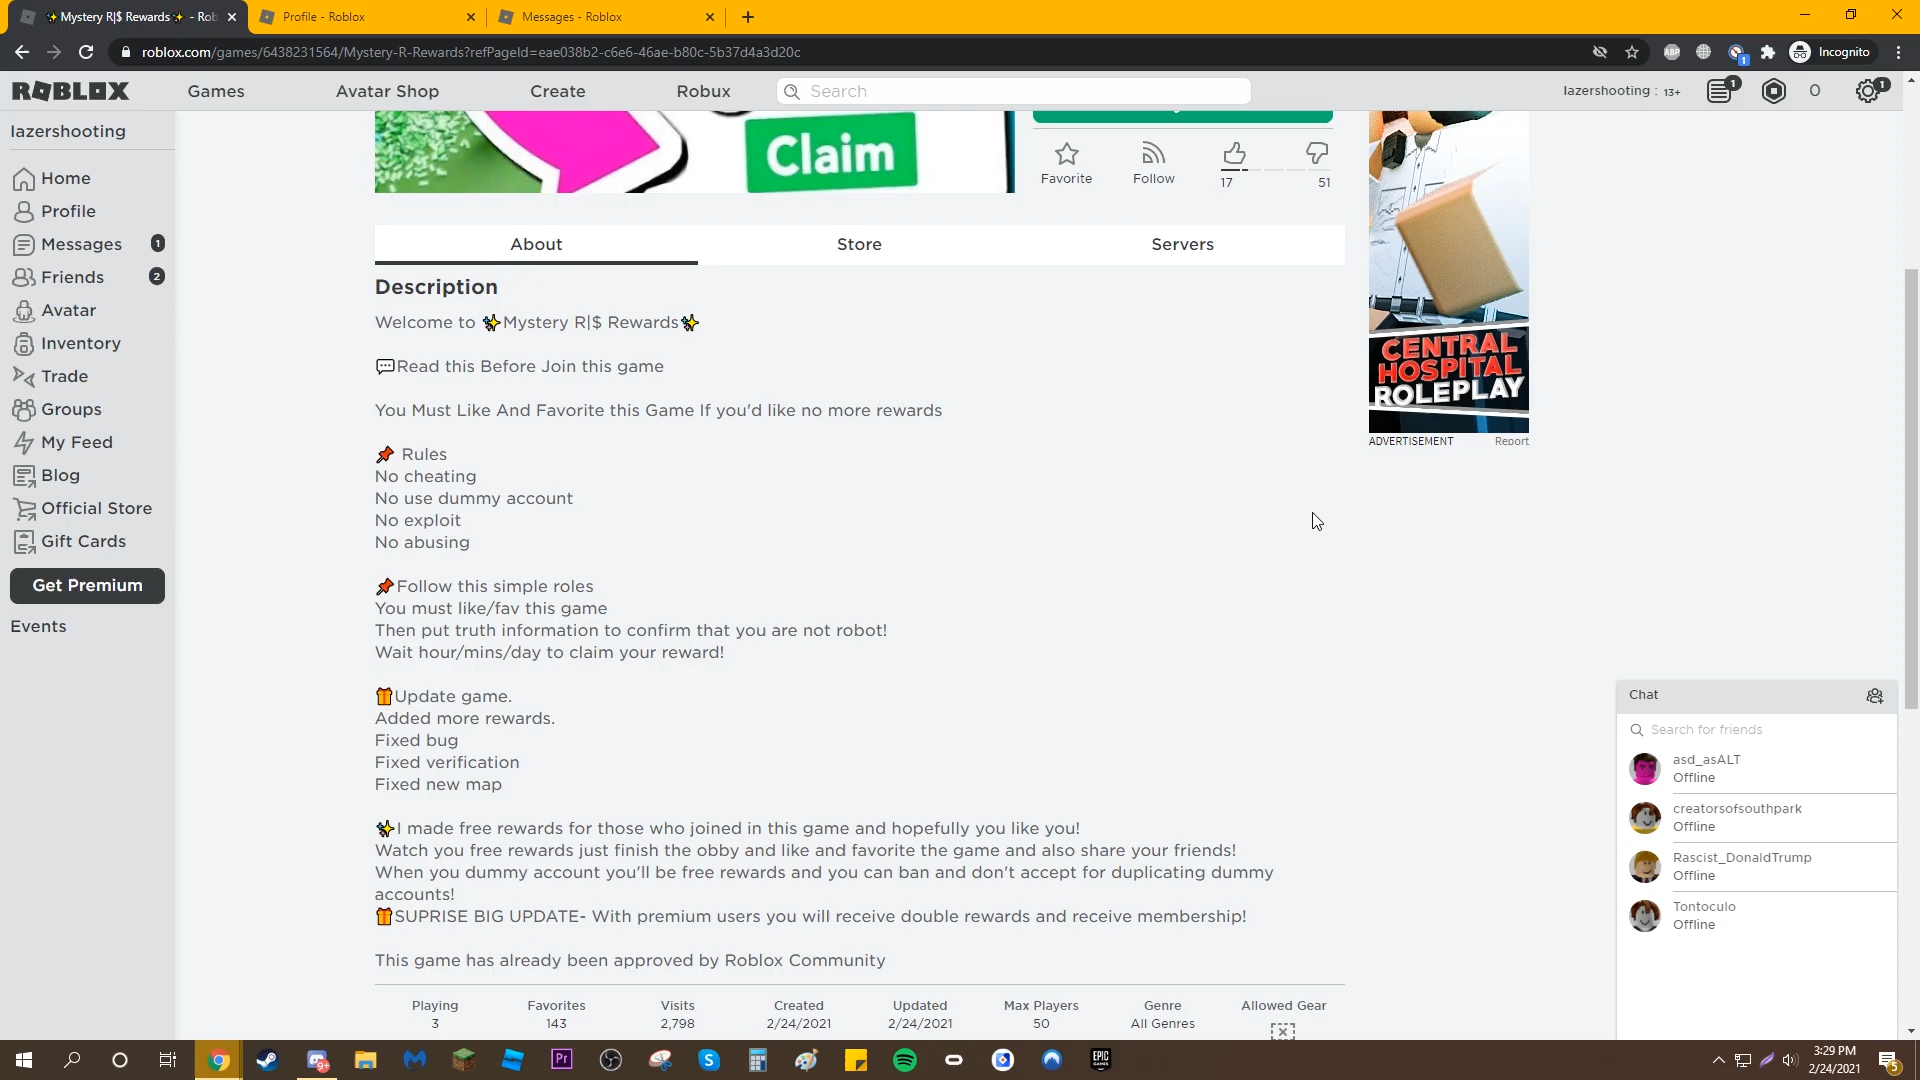 ✨Mystery R|$ Rewards✨ - Rob
Profile - Roblox
Messages - Roblox
roblox.com/games/6438231564/Mystery-R-Rewards?refPageId=eae038b2-c6e6-46ae-b80c-5b37d4a3d20c
ABP
1
Incognito
ROBLOX
Games
Avatar Shop
Create
Robux
Search
lazershooting : 13+
1
0
1
lazershooting
Home
Profile
Messages 1
Friends 2
Avatar
Inventory
Trade
Groups
My Feed
Blog
Official Store
Gift Cards
Get Premium
Events
Claim
Favorite
Follow
17
51
About
Store
Servers
Description
Welcome to ✨Mystery R|$ Rewards✨
💬Read this Before Join this game
You Must Like And Favorite this Game If you'd like no more rewards
📌 Rules
No cheating
No use dummy account
No exploit
No abusing
📌Follow this simple roles
You must like/fav this game
Then put truth information to confirm that you are not robot!
Wait hour/mins/day to claim your reward!
🎁Update game.
Added more rewards.
Fixed bug
Fixed verification
Fixed new map
✨I made free rewards for those who joined in this game and hopefully you like you!
Watch you free rewards just finish the obby and like and favorite the game and also share your friends!
When you dummy account you'll be free rewards and you can ban and don't accept for duplicating dummy
accounts!
🎁SUPRISE BIG UPDATE- With premium users you will receive double rewards and receive membership!
This game has already been approved by Roblox Community
Playing
3
Favorites
143
Visits
2,798
Created
2/24/2021
Updated
2/24/2021
Max Players
50
Genre
All Genres
Allowed Gear
CENTRAL
HOSPITAL
ROLEPLAY
ADVERTISEMENT
Report
Chat
Search for friends
asd_asALT
Offline
creatorsofsouthpark
Offline
Rascist_DonaldTrump
Offline
Tontoculo
Offline
9+
Pr
EPIC
GAMES
3:29 PM
2/24/2021
5